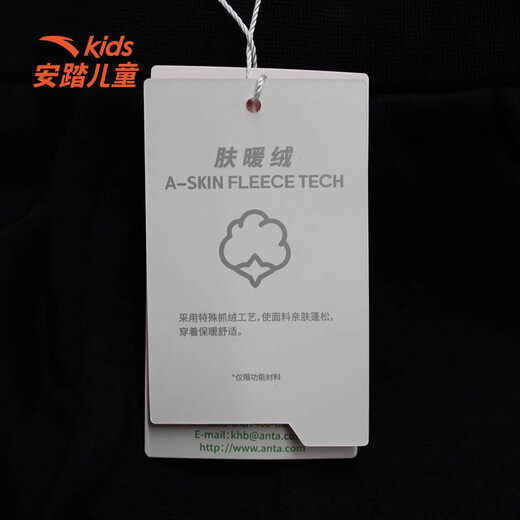 kids
安踏儿童
肤暖绒
A-SKIN FLEECE TECH
采用特殊抓绒工艺,使面料亲肤蓬松,
穿着保暖舒适。
*仅限功能材料
E-mail:khb@anta.com
http://www.anta.com